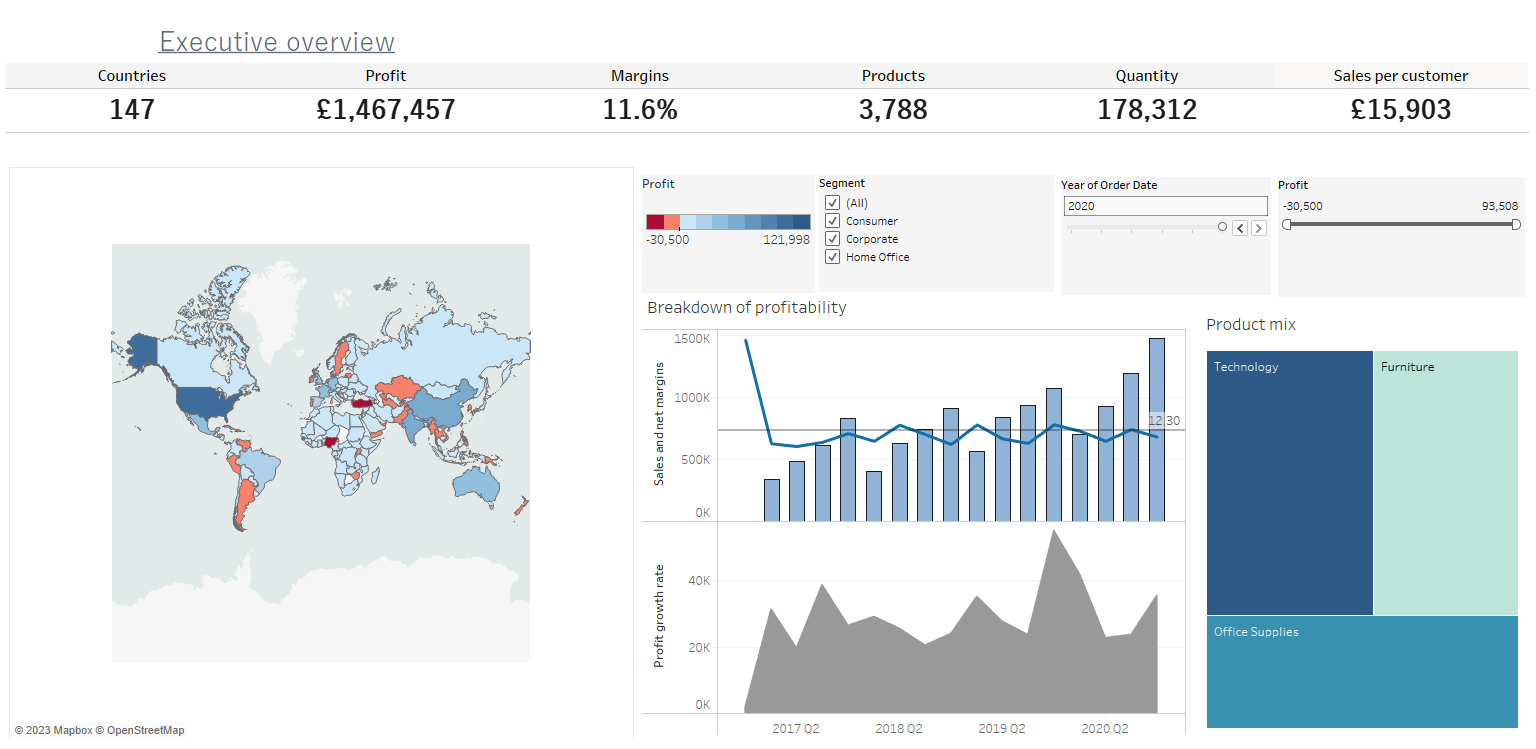 Executive overview
Countries Profit Margins Products Quantity Sales per customer
147 £1,467,457 11.6% 3,788 178,312 £15,903
Profit
-30,500 121,998
Segment
(All)
Consumer
Corporate
Home Office
Year of Order Date
2020
Profit
-30,500 93,508
Breakdown of profitability
Sales and net margins
1500K
1000K
500K
0K
12.30
Profit growth rate
40K
20K
0K
2017 Q2 2018 Q2 2019 Q2 2020 Q2
Product mix
Technology
Furniture
Office Supplies
© 2023 Mapbox © OpenStreetMap